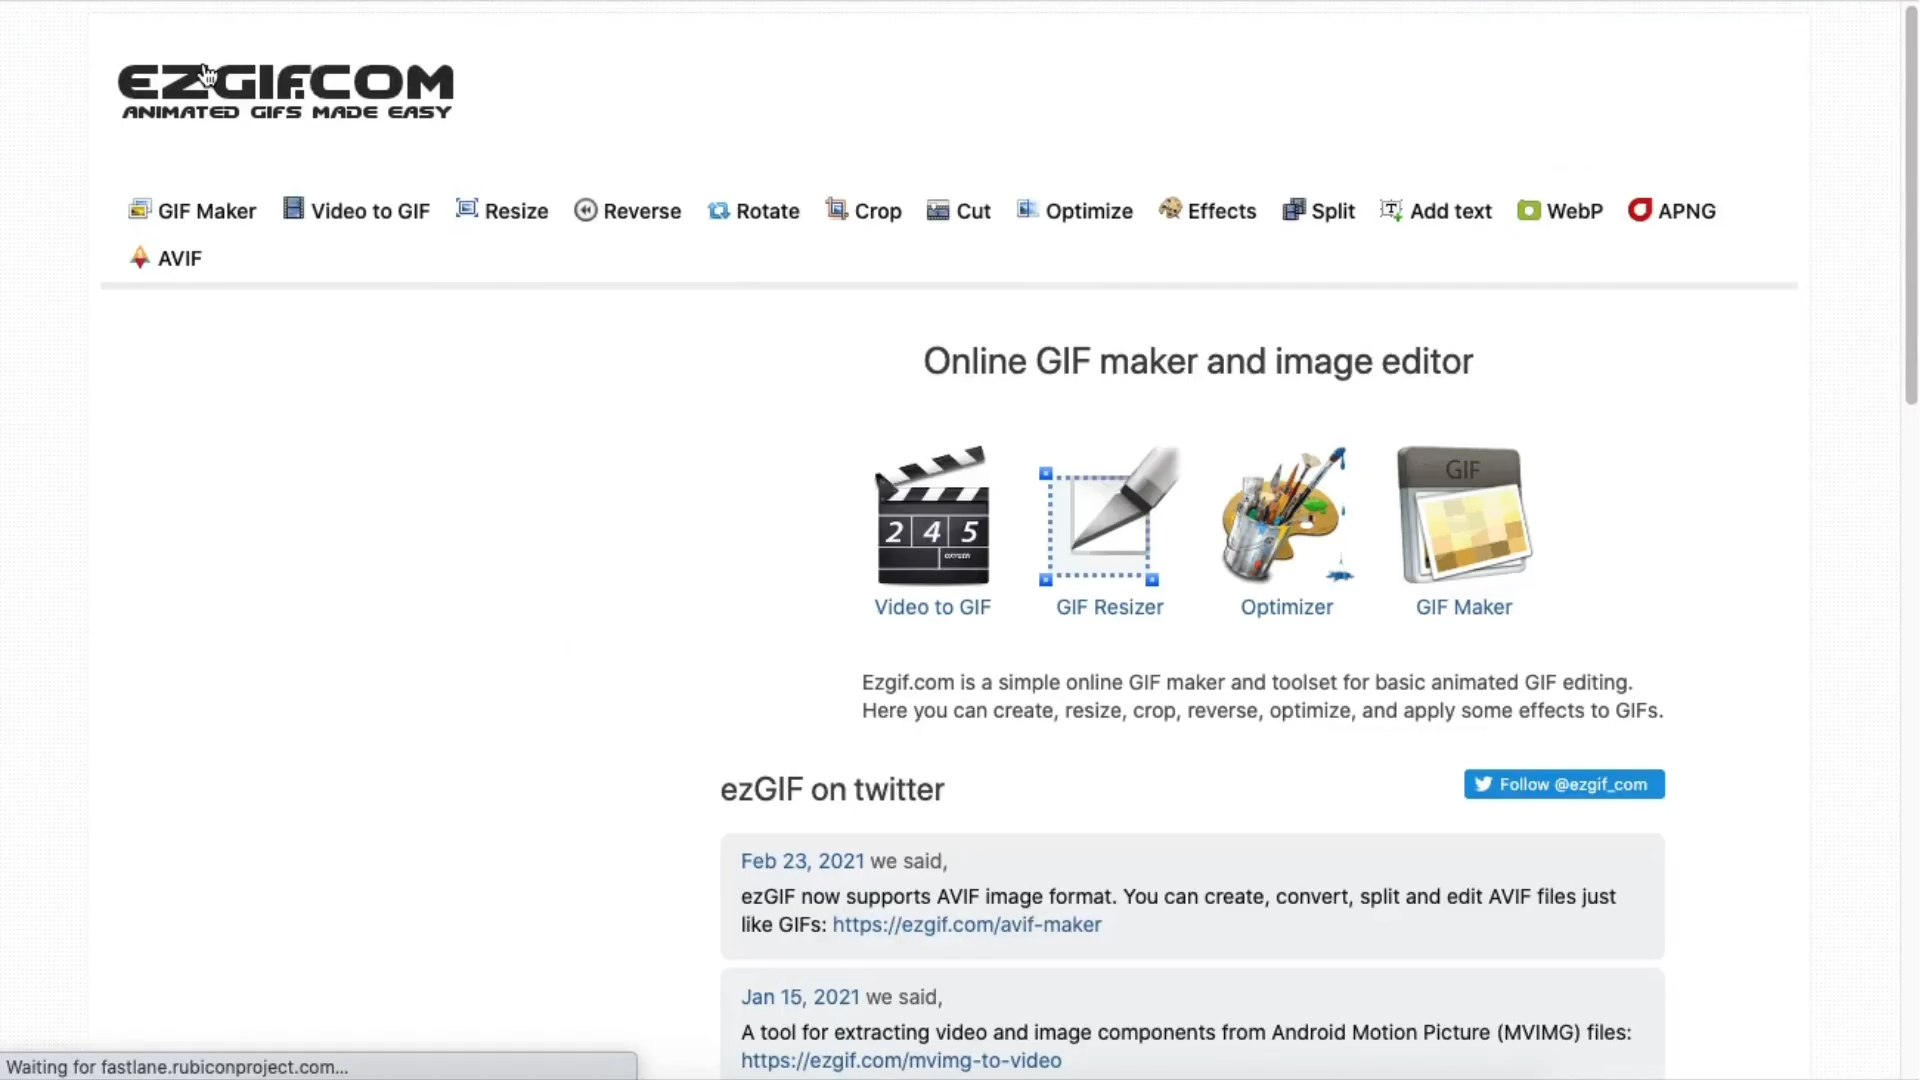 EZGIF.COM
ANIMATED GIFS MADE EASY
GIF Maker Video to GIF Resize Reverse Rotate Crop Cut Optimize Effects Split Add text WebP APNG
AVIF
Online GIF maker and image editor
GIF
2 4 5
OXYGEN
Video to GIF GIF Resizer Optimizer GIF Maker
Ezgif.com is a simple online GIF maker and toolset for basic animated GIF editing.
Here you can create, resize, crop, reverse, optimize, and apply some effects to GIFs.
ezGIF on twitter
Follow @ezgif_com
Feb 23, 2021 we said,
ezGIF now supports AVIF image format. You can create, convert, split and edit AVIF files just
like GIFs: https://ezgif.com/avif-maker
Jan 15, 2021 we said,
A tool for extracting video and image components from Android Motion Picture (MVIMG) files:
https://ezgif.com/mvimg-to-video
Waiting for fastlane.rubiconproject.com...